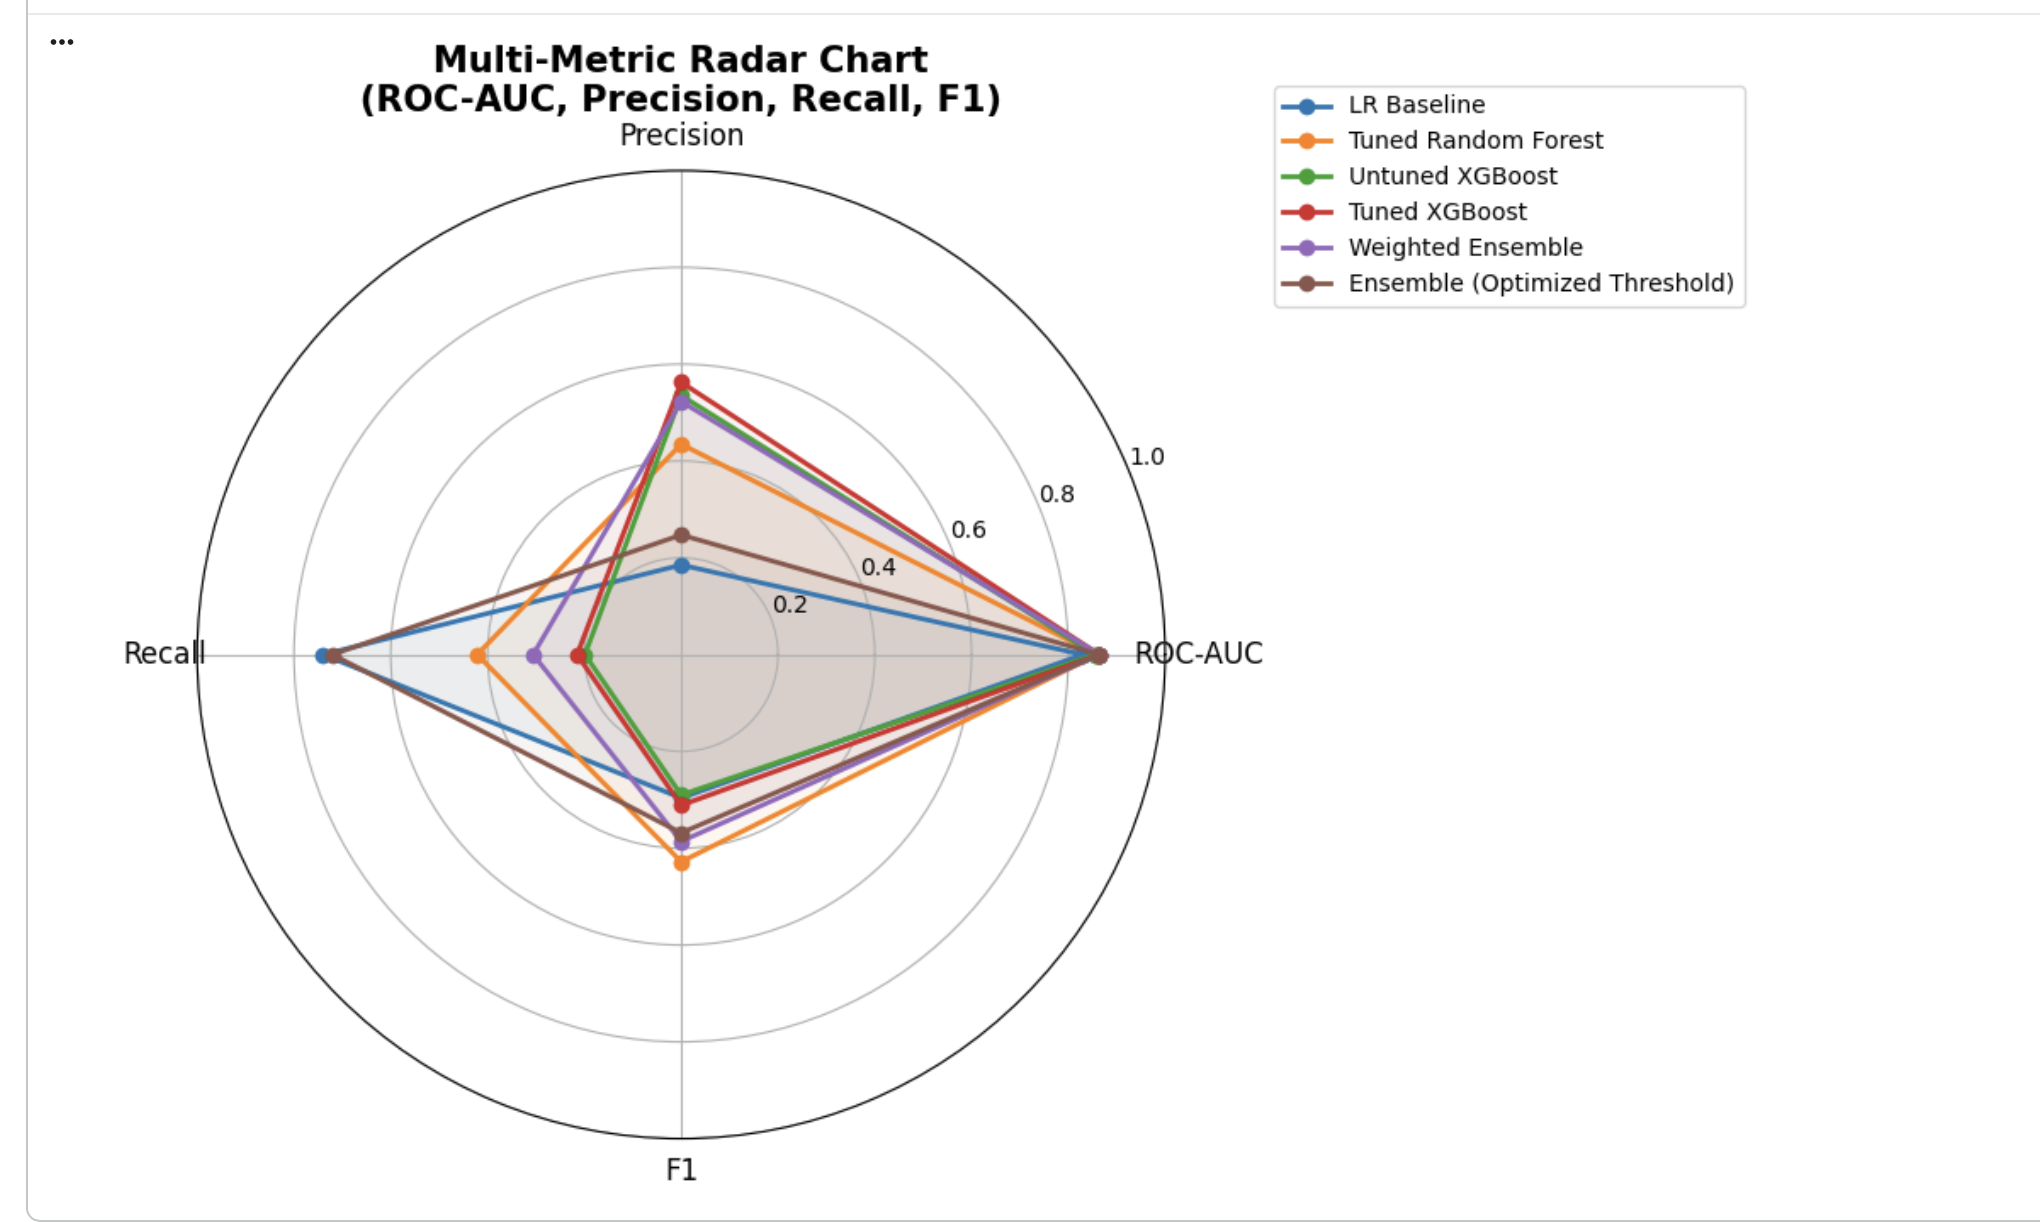 Multi-Metric Radar Chart
(ROC-AUC, Precision, Recall, F1)
Precision
LR Baseline
Tuned Random Forest
Untuned XGBoost
Tuned XGBoost
Weighted Ensemble
Ensemble (Optimized Threshold)
1.0
0.8
0.6
0.4
0.2
Recall
ROC-AUC
F1